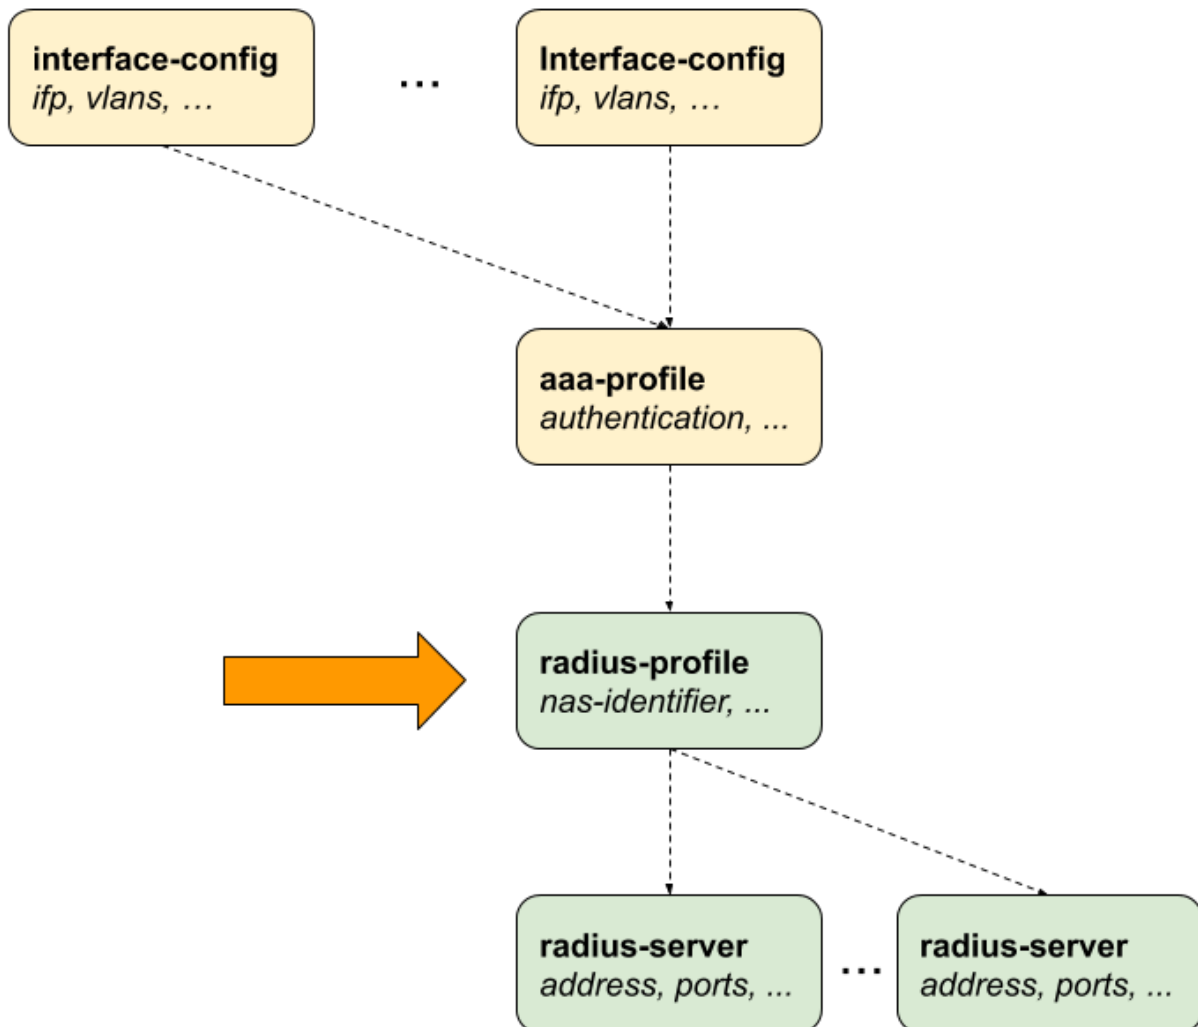 interface-config
ifp, vlans, …
...
Interface-config
ifp, vlans, …
aaa-profile
authentication, ...
radius-profile
nas-identifier, ...
radius-server
address, ports, ...
...
radius-server
address, ports, ...